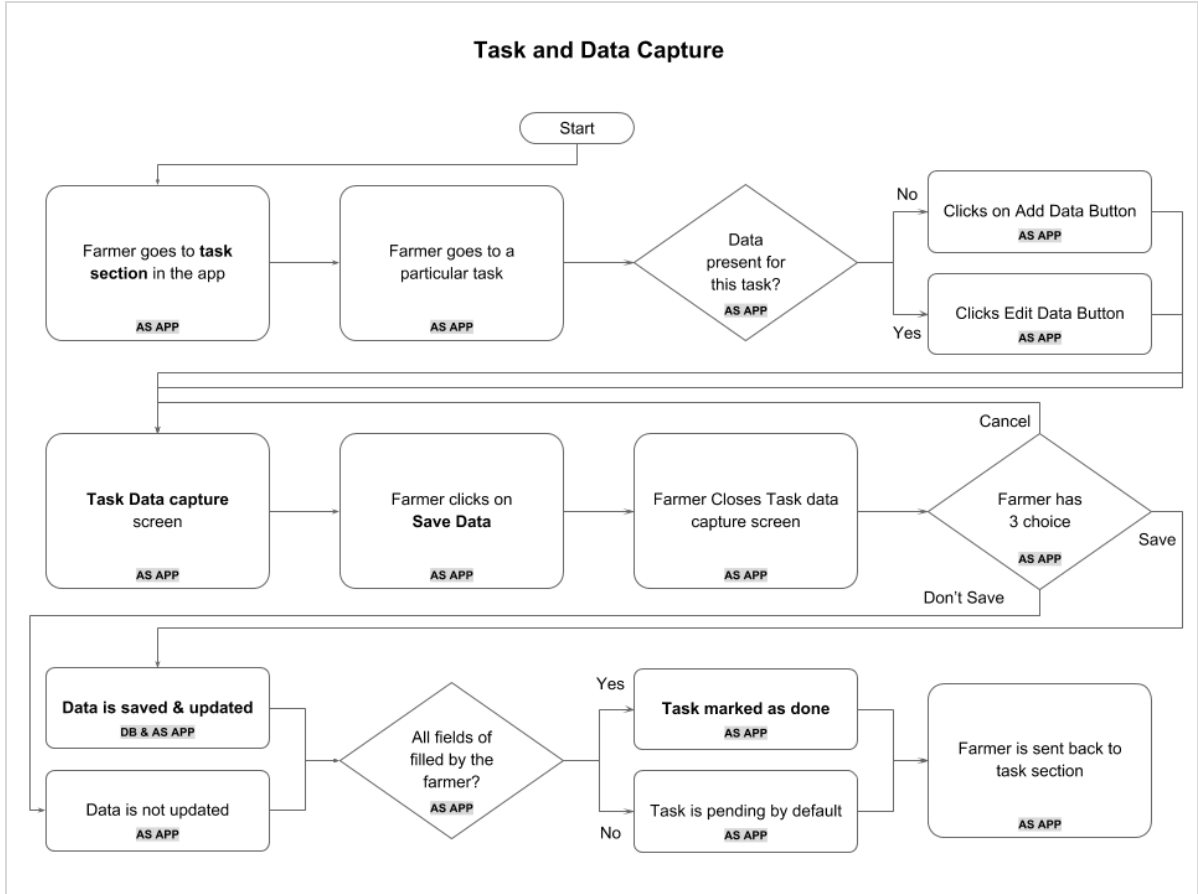 Task and Data Capture
Start
Farmer goes to task
section in the app
AS APP
Farmer goes to a
particular task
AS APP
Data
present for
this task?
AS APP
No
Clicks on Add Data Button
AS APP
Yes
Clicks Edit Data Button
AS APP
Task Data capture
screen
AS APP
Farmer clicks on
Save Data
AS APP
Farmer Closes Task data
capture screen
AS APP
Cancel
Farmer has
3 choice
AS APP
Save
Don't Save
Data is saved & updated
DB & AS APP
Data is not updated
AS APP
All fields of
filled by the
farmer?
AS APP
Yes
Task marked as done
AS APP
No
Task is pending by default
AS APP
Farmer is sent back to
task section
AS APP